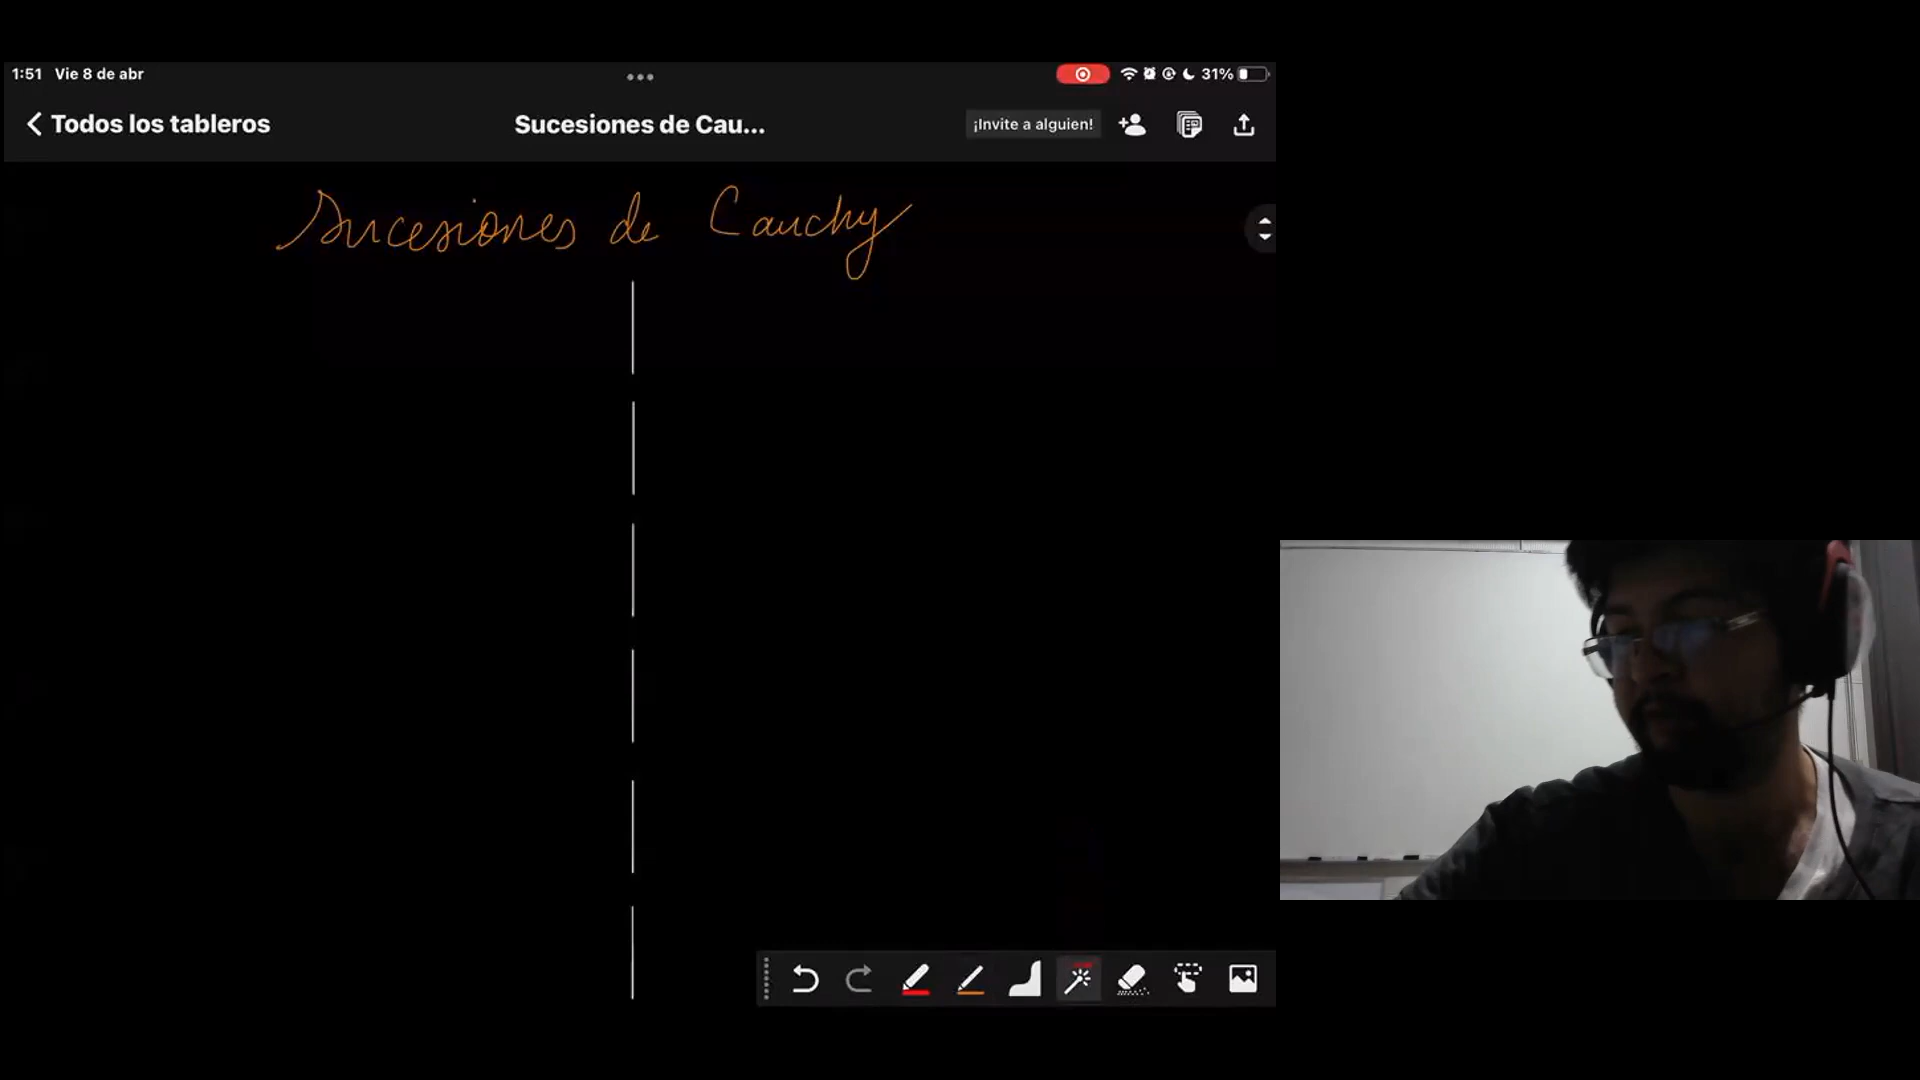 1:51 Vie 8 de abr 31%
Todos los tableros Sucesiones de Cau... ¡Invite a alguien!
Sucesiones de Cauchy